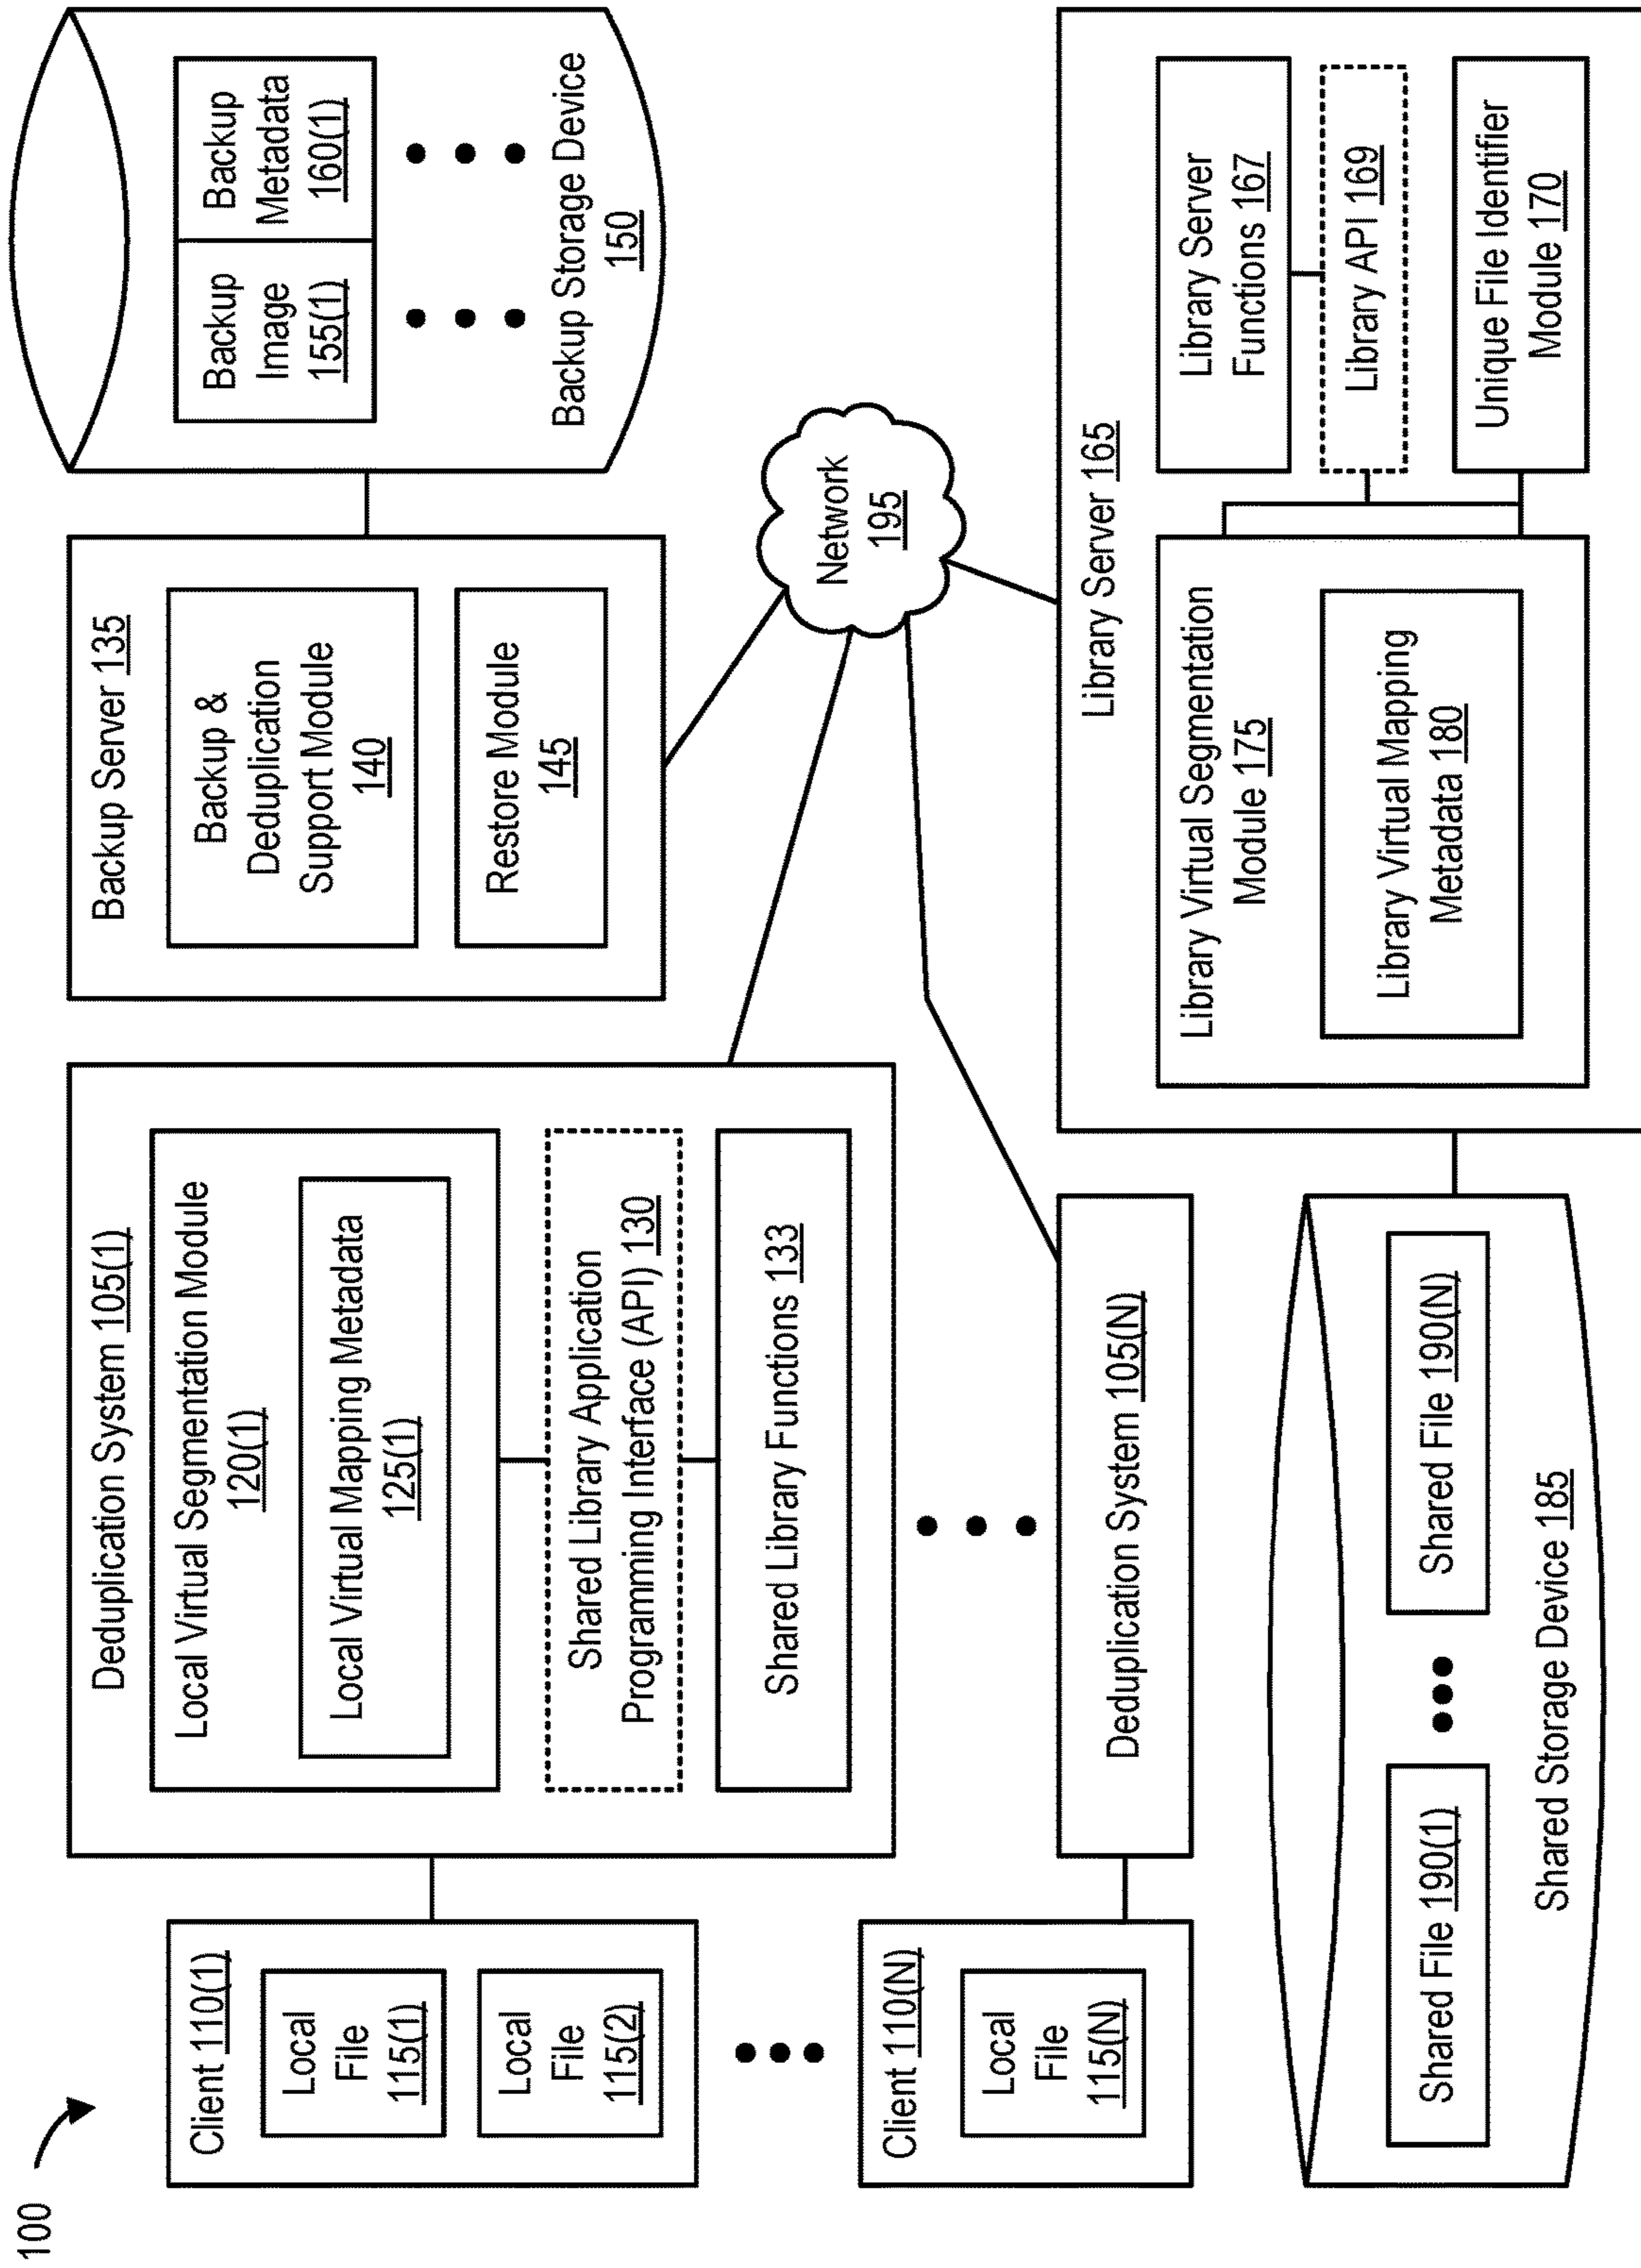 100
Client 110(1)
Local
File
115(1)
Local
File
115(2)
Client 110(N)
Local
File
115(N)
Deduplication System 105(1)
Local Virtual Segmentation Module
120(1)
Local Virtual Mapping Metadata
125(1)
Shared Library Application
Programming Interface (API) 130
Shared Library Functions 133
Deduplication System 105(N)
Backup Server 135
Backup &
Deduplication
Support Module
140
Restore Module
145
Backup
Image
155(1)
Backup
Metadata
160(1)
Backup Storage Device
150
Network
195
Shared File 190(1)
Shared File 190(N)
Shared Storage Device 185
Library Server 165
Library Virtual Segmentation
Module 175
Library Virtual Mapping
Metadata 180
Library Server
Functions 167
Library API 169
Unique File Identifier
Module 170